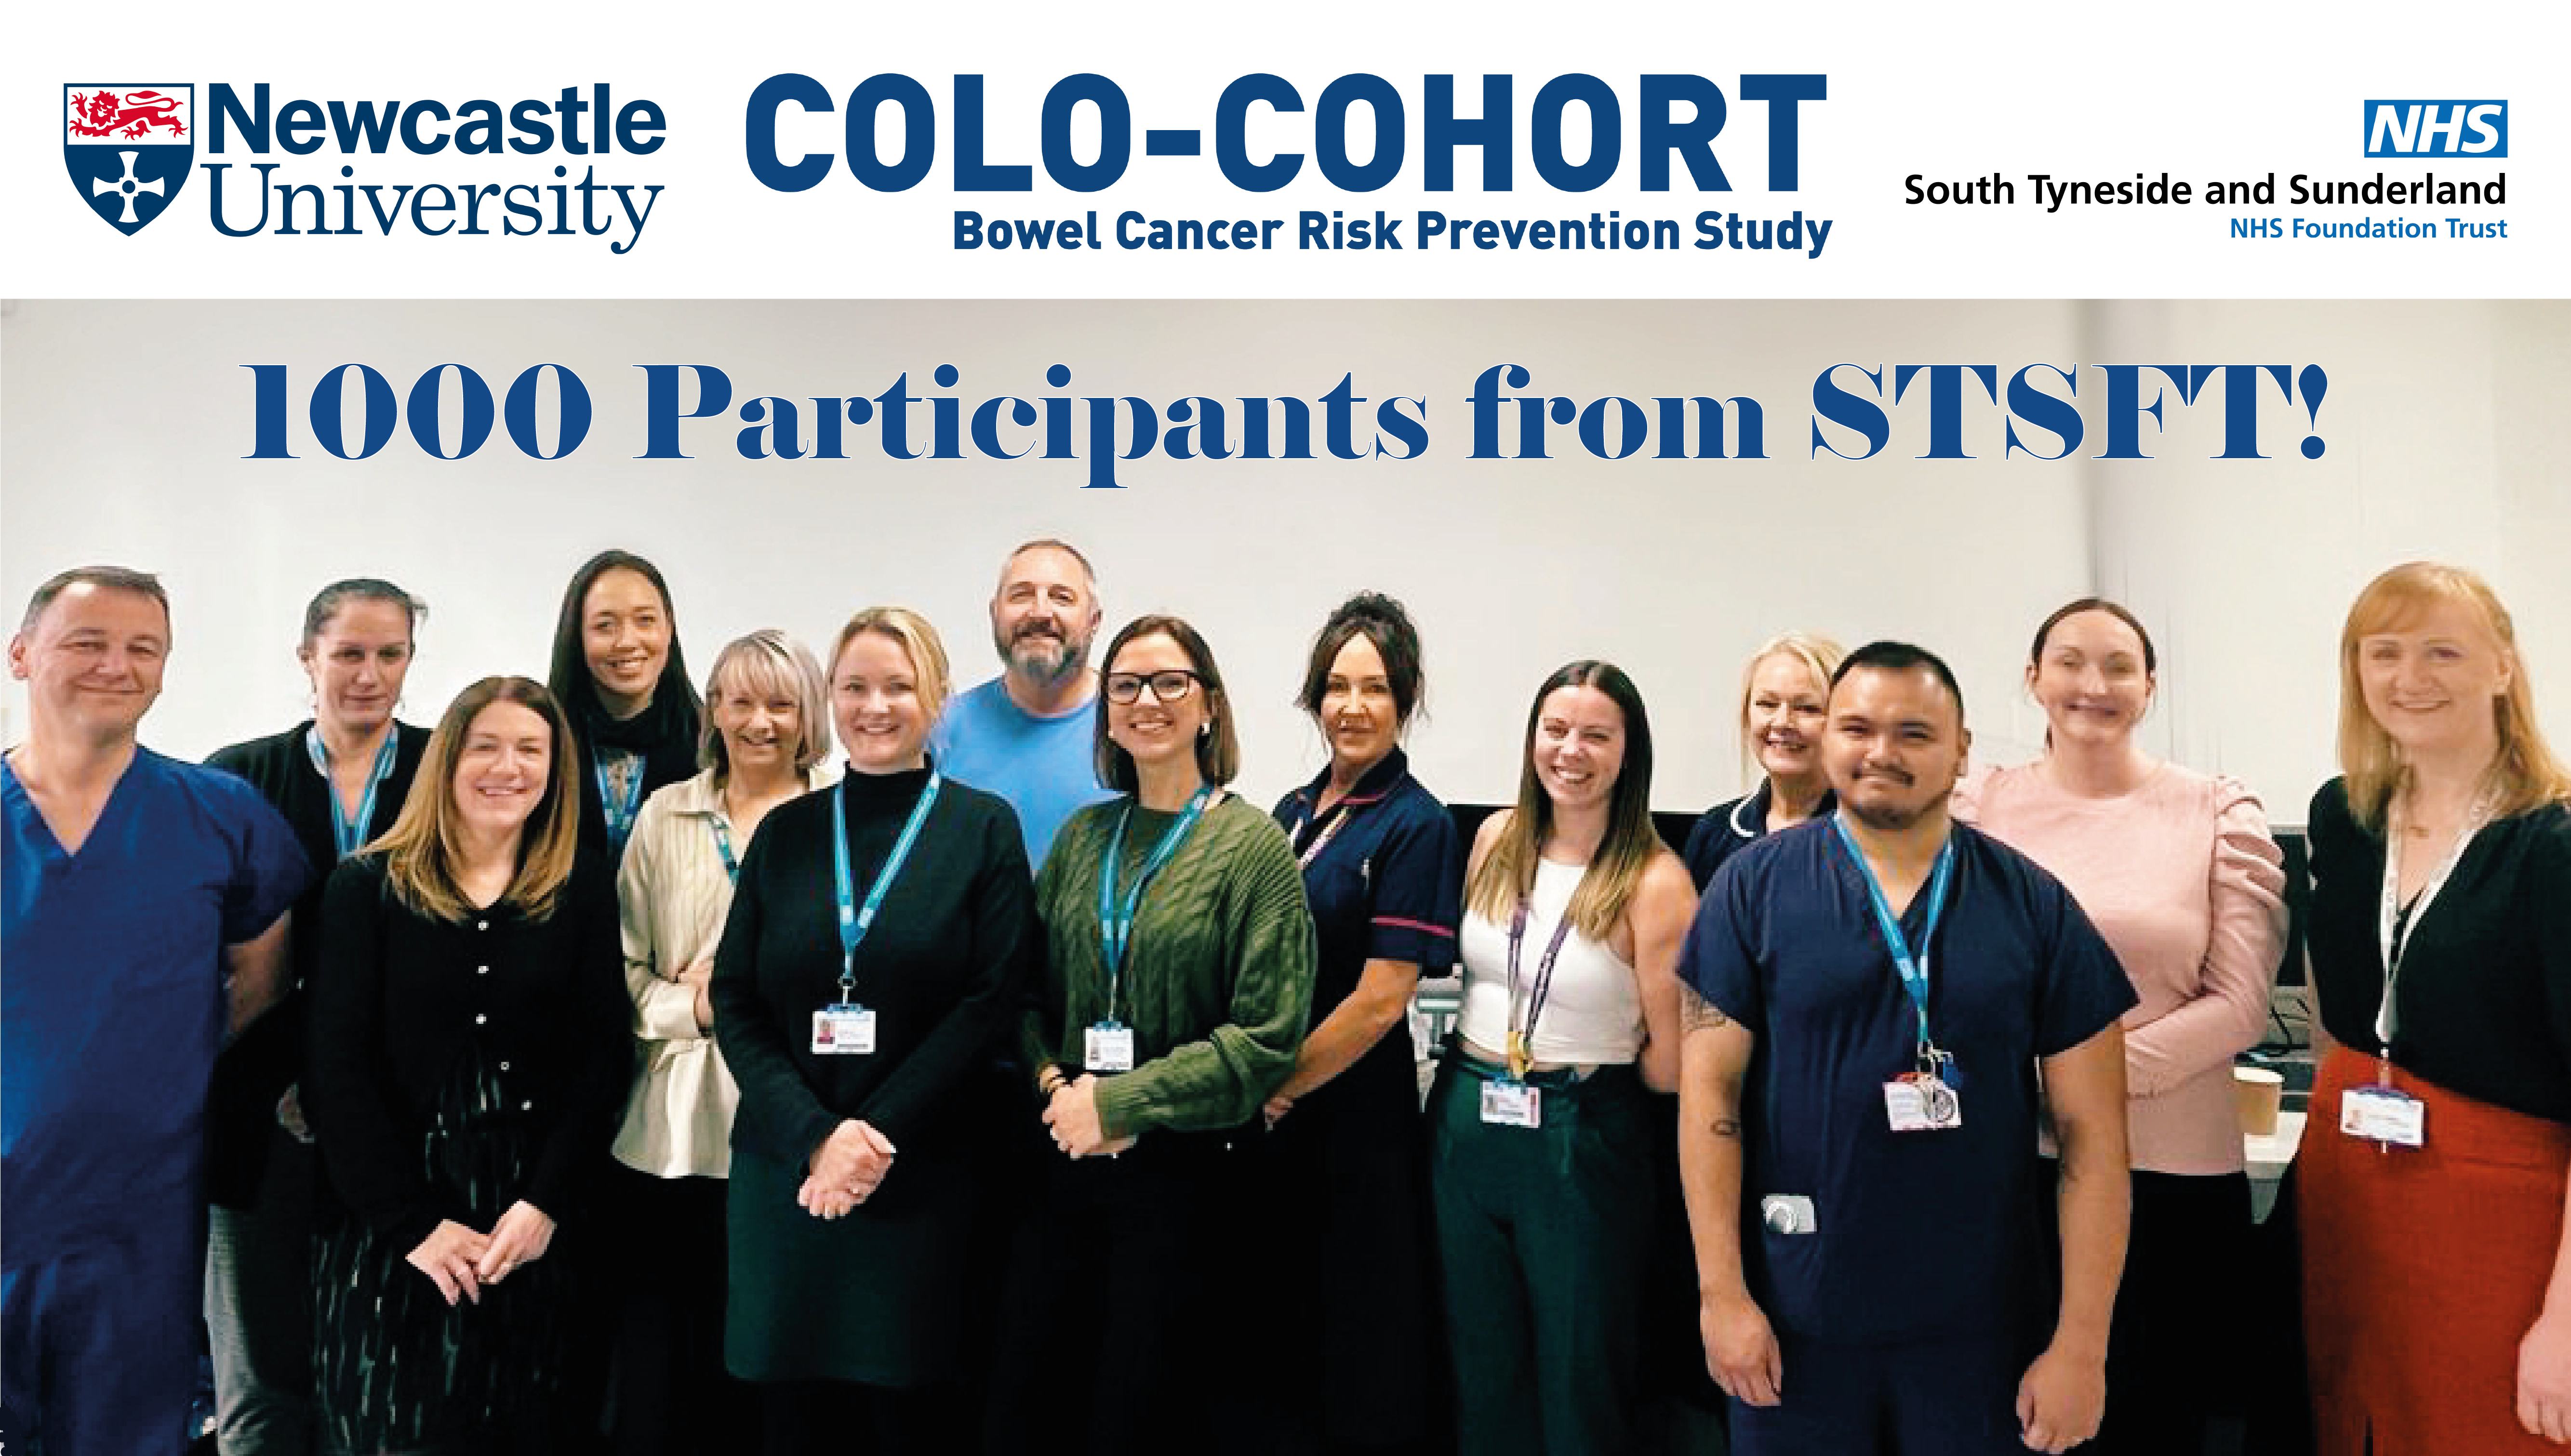 Newcastle
University
COLO-COHORT
Bowel Cancer Risk Prevention Study
NHS
South Tyneside and Sunderland
NHS Foundation Trust
1000 Participants from STSFT!